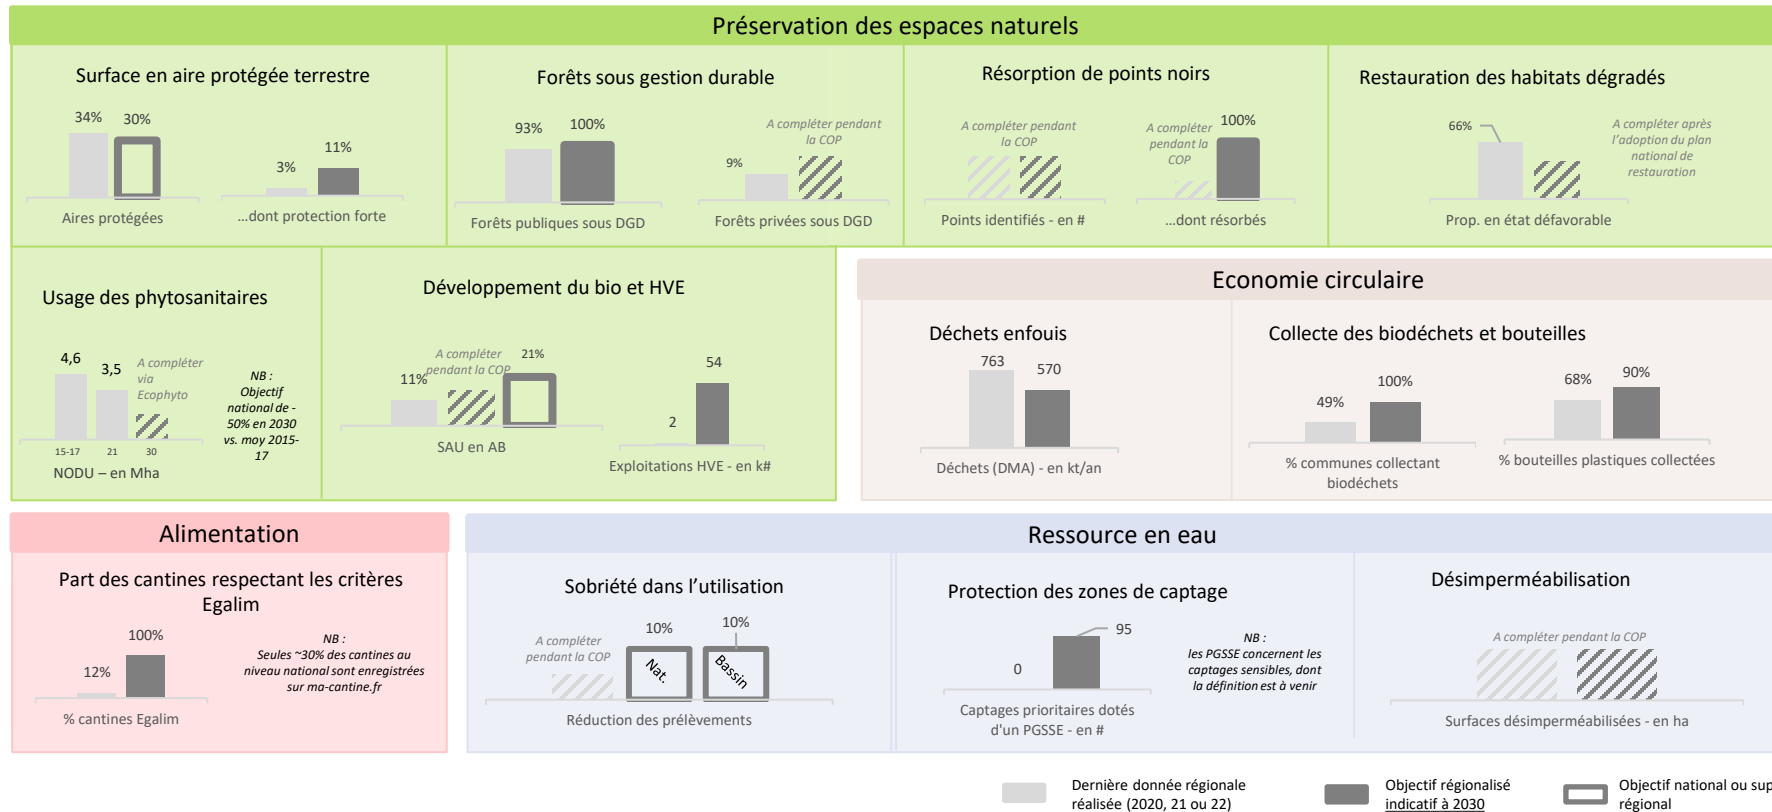 Préservation des espaces naturels
Surface en aire protégée terrestre
34%
30%
Aires protégées
3%
11%
...dont protection forte
Forêts sous gestion durable
93%
100%
Forêts publiques sous DGD
9%
A compléter pendant
la COP
Forêts privées sous DGD
Résorption de points noirs
A compléter pendant
la COP
Points identifiés - en #
A compléter
pendant la
COP
100%
...dont résorbés
Restauration des habitats dégradés
66%
A compléter après
l'adoption du plan
national de
restauration
Prop. en état défavorable
Usage des phytosanitaires
4,6
3,5
A compléter
via
Ecophyto
15-17
21
30
NODU – en Mha
NB :
Objectif
national de -
50% en 2030
vs. moy 2015-
17
Développement du bio et HVE
11%
A compléter
pendant la COP
21%
SAU en AB
2
54
Exploitations HVE - en k#
Economie circulaire
Déchets enfouis
763
570
Déchets (DMA) - en kt/an
Collecte des biodéchets et bouteilles
49%
100%
% communes collectant
biodéchets
68%
90%
% bouteilles plastiques collectées
Alimentation
Part des cantines respectant les critères
Egalim
12%
100%
% cantines Egalim
NB :
Seules ~30% des cantines au
niveau national sont enregistrées
sur ma-cantine.fr
Ressource en eau
Sobriété dans l'utilisation
A compléter
pendant la COP
10%
Nat.
10%
Bassin
Réduction des prélèvements
Protection des zones de captage
0
95
Captages prioritaires dotés
d'un PGSSE - en #
NB :
les PGSSE concernent les
captages sensibles, dont
la définition est à venir
Désimperméabilisation
A compléter pendant la COP
Surfaces désimperméabilisées - en ha
Dernière donnée régionale
réalisée (2020, 21 ou 22)
Objectif régionalisé
indicatif à 2030
Objectif national ou sup
régional